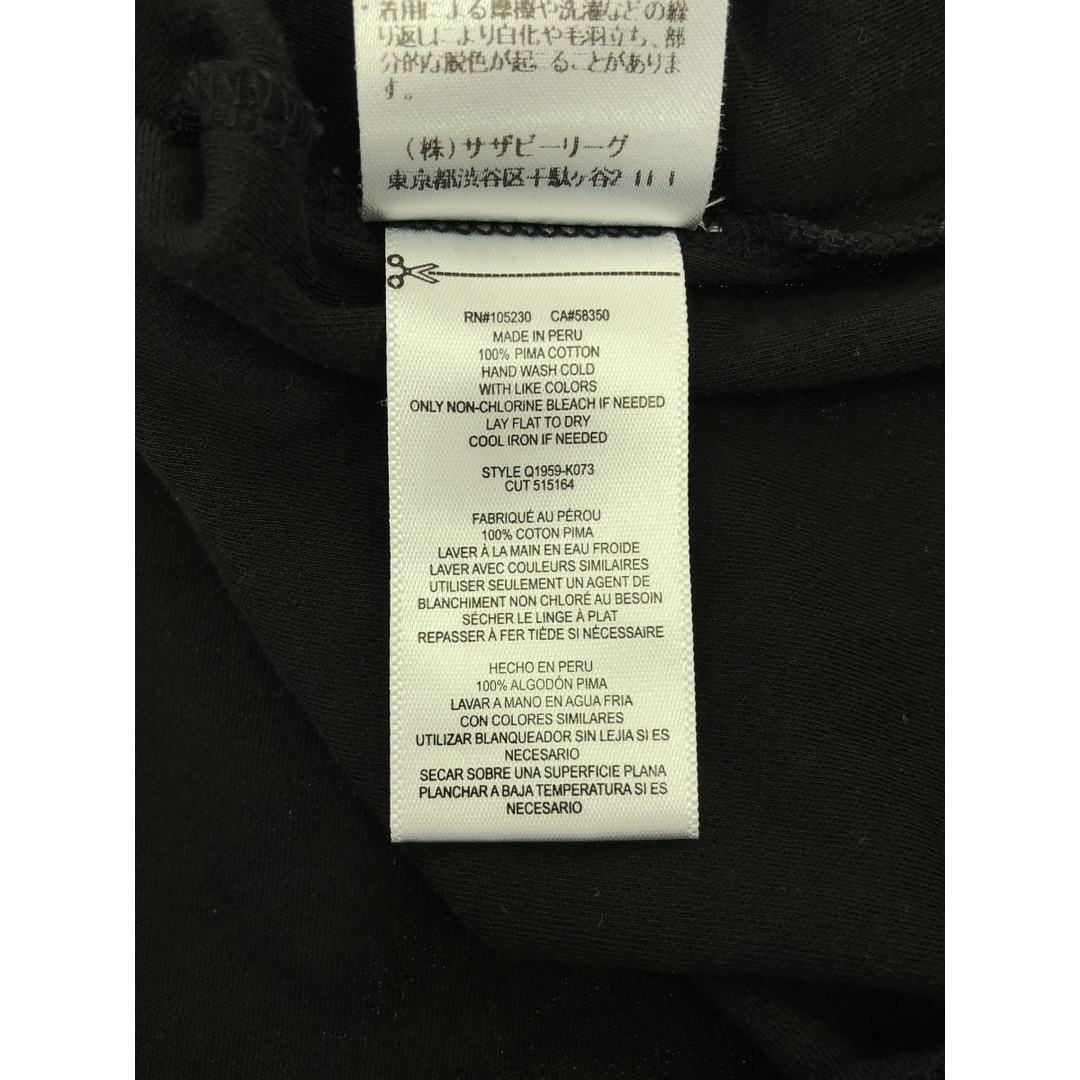 着用による摩擦や洗濯などの繰
り返しにより白化や毛羽立ち、部
分的な脱色が起こることがありま
す。
(株)サザビーリーグ
東京都渋谷区千駄ヶ谷2 11 1
RN#105230 CA#58350
MADE IN PERU
100% PIMA COTTON
HAND WASH COLD
WITH LIKE COLORS
ONLY NON-CHLORINE BLEACH IF NEEDED
LAY FLAT TO DRY
COOL IRON IF NEEDED
STYLE Q1959-K073
CUT 515164
FABRIQUÉ AU PÉROU
100% COTON PIMA
LAVER À LA MAIN EN EAU FROIDE
LAVER AVEC COULEURS SIMILAIRES
UTILISER SEULEMENT UN AGENT DE
BLANCHIMENT NON CHLORÉ AU BESOIN
SÉCHER LE LINGE À PLAT
REPASSER À FER TIÈDE SI NÉCESSAIRE
HECHO EN PERU
100% ALGODÓN PIMA
LAVAR A MANO EN AGUA FRIA
CON COLORES SIMILARES
UTILIZAR BLANQUEADOR SIN LEJIA SI ES
NECESARIO
SECAR SOBRE UNA SUPERFICIE PLANA
PLANCHAR A BAJA TEMPERATURA SI ES
NECESARIO